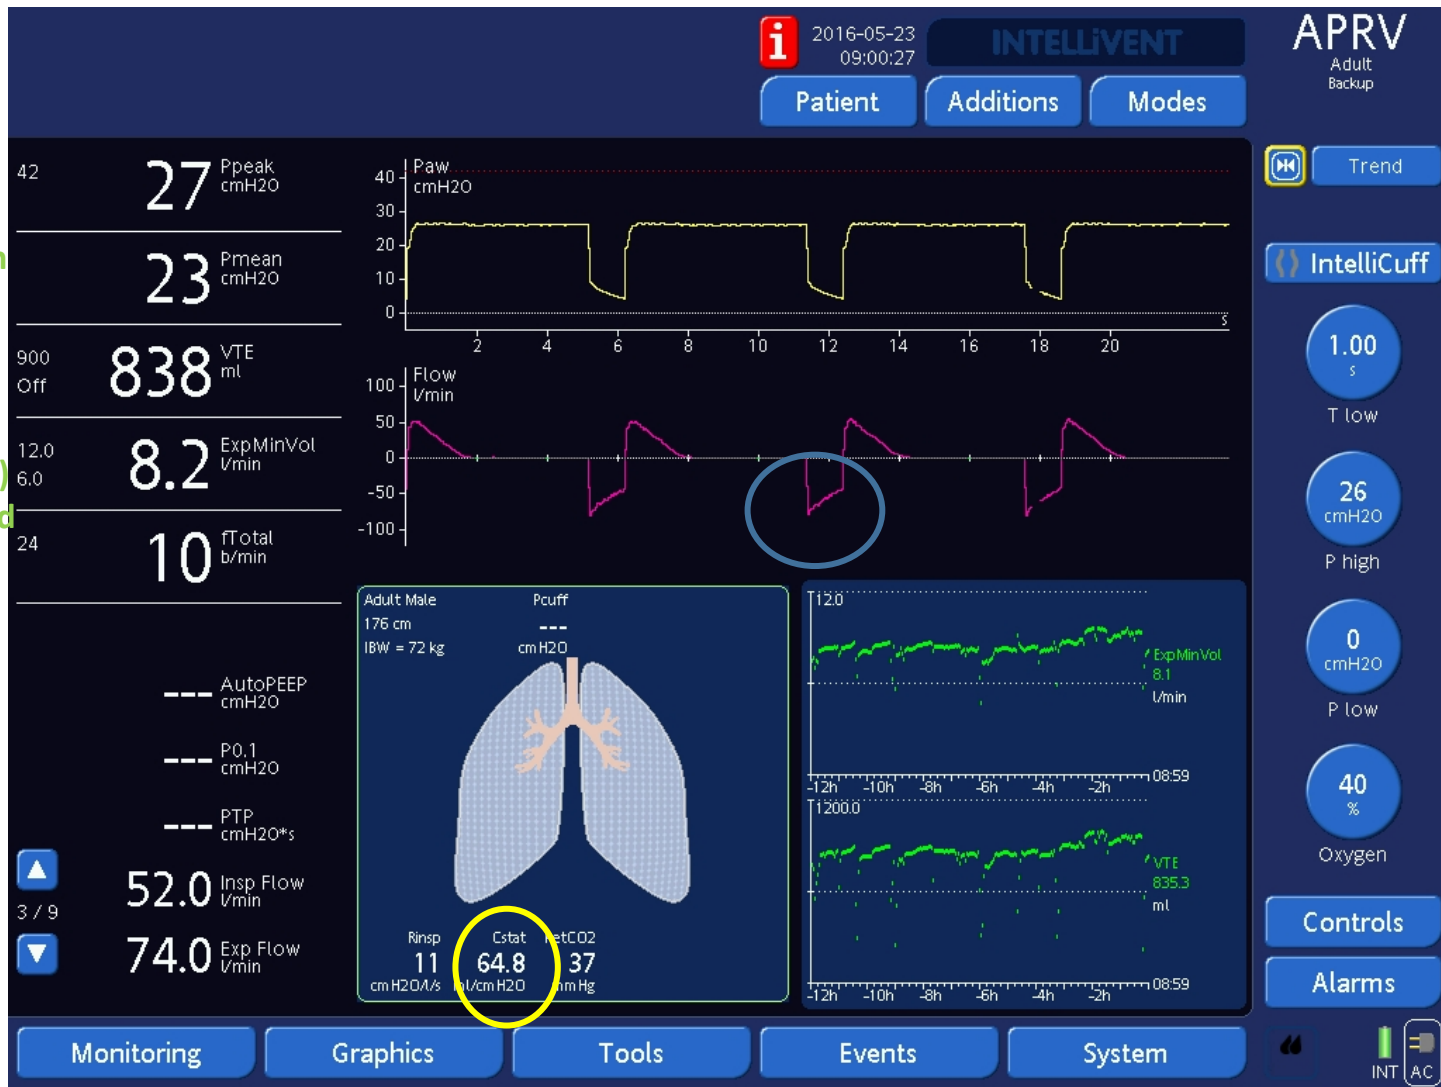 2016-05-23
09:00:27
INTELLiVENT
APRV
Adult
Backup
Patient
Additions
Modes
42
27
Ppeak
cmH2O
23
Pmean
cmH2O
900
Off
838
VTE
ml
12.0
6.0
8.2
ExpMinVol
l/min
24
10
fTotal
b/min
---
AutoPEEP
cmH2O
---
P0.1
cmH2O
---
PTP
cmH2O*s
3 / 9
52.0
Insp Flow
l/min
74.0
Exp Flow
l/min
Paw
cmH2O
40
30
20
10
0
s
2 4 6 8 10 12 14 16 18 20
Flow
l/min
100
50
0
-50
-100
Adult Male
176 cm
IBW = 72 kg
Pcuff
---
cmH2O
Rinsp
11
cmH2O/l/s
Cstat
64.8
ml/cmH2O
PetCO2
37
mmHg
12.0
ExpMinVol
8.1
l/min
-12h -10h -8h -6h -4h -2h 08:59
1200.0
VTE
835.3
ml
-12h -10h -8h -6h -4h -2h 08:59
Trend
IntelliCuff
1.00
s
T low
26
cmH2O
P high
0
cmH2O
P low
40
%
Oxygen
Controls
Alarms
Monitoring
Graphics
Tools
Events
System
INT
AC